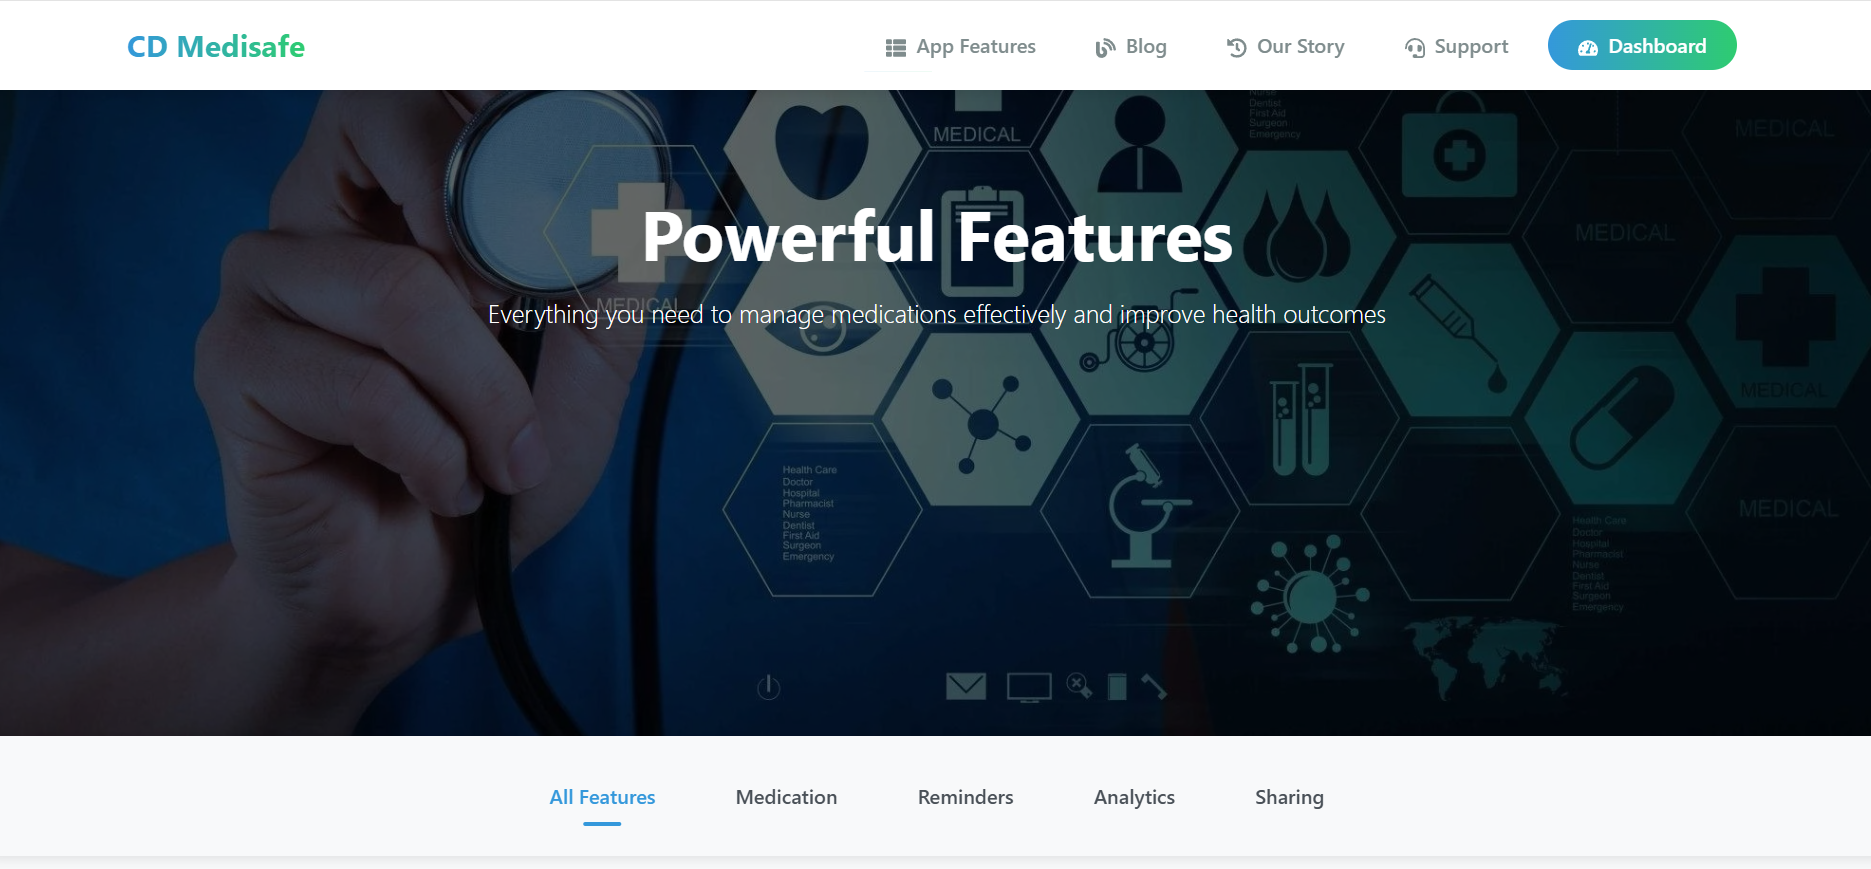 CD Medisafe
App Features
Blog
Our Story
Support
Dashboard
Nurse
Dentist
First Aid
Surgeon
Emergency
MEDICAL
MEDICAL
MEDICAL
Powerful Features
MEDICAL
Everything you need to manage medications effectively and improve health outcomes
MEDICAL
Health Care
Doctor
Hospital
Pharmacist
Nurse
Dentist
First Aid
Surgeon
Emergency
MEDICAL
Health Care
Doctor
Hospital
Pharmacist
Nurse
Dentist
First Aid
Surgeon
Emergency
All Features
Medication
Reminders
Analytics
Sharing